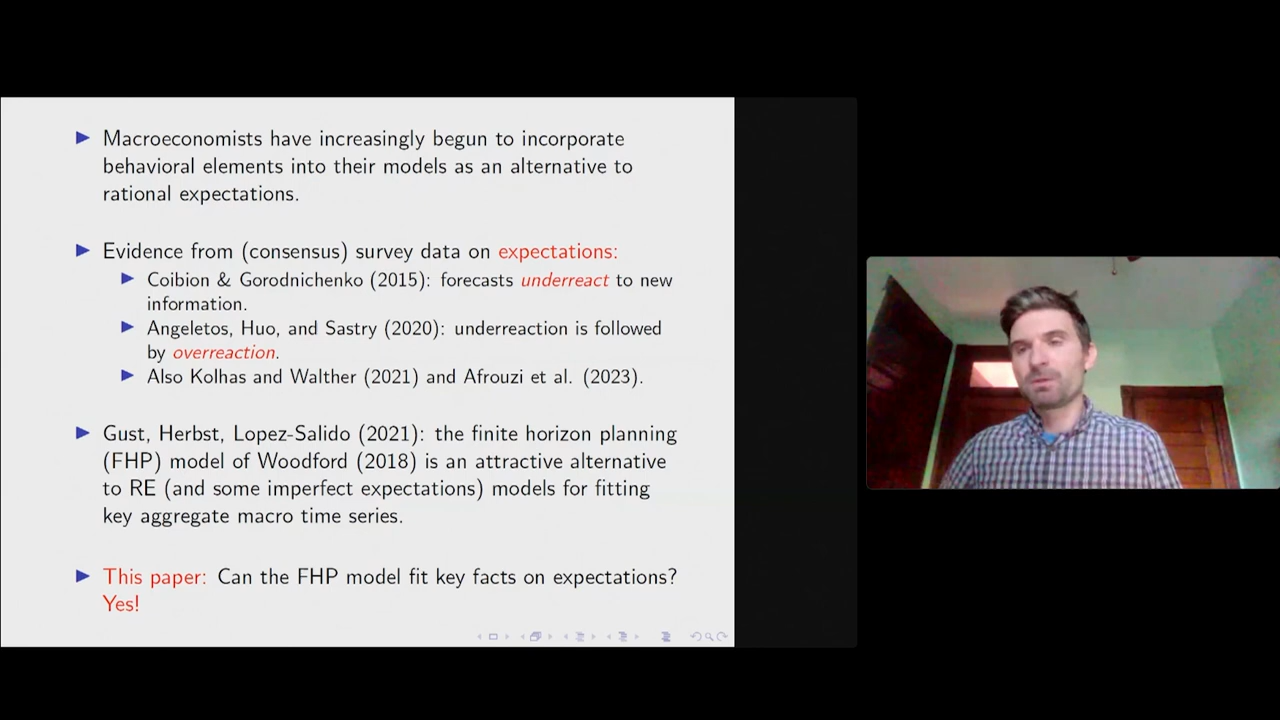 Macroeconomists have increasingly begun to incorporate
behavioral elements into their models as an alternative to
rational expectations.
Evidence from (consensus) survey data on expectations:
Coibion & Gorodnichenko (2015): forecasts underreact to new
information.
Angeletos, Huo, and Sastry (2020): underreaction is followed
by overreaction.
Also Kolhas and Walther (2021) and Afrouzi et al. (2023).
Gust, Herbst, Lopez-Salido (2021): the finite horizon planning
(FHP) model of Woodford (2018) is an attractive alternative
to RE (and some imperfect expectations) models for fitting
key aggregate macro time series.
This paper: Can the FHP model fit key facts on expectations?
Yes!